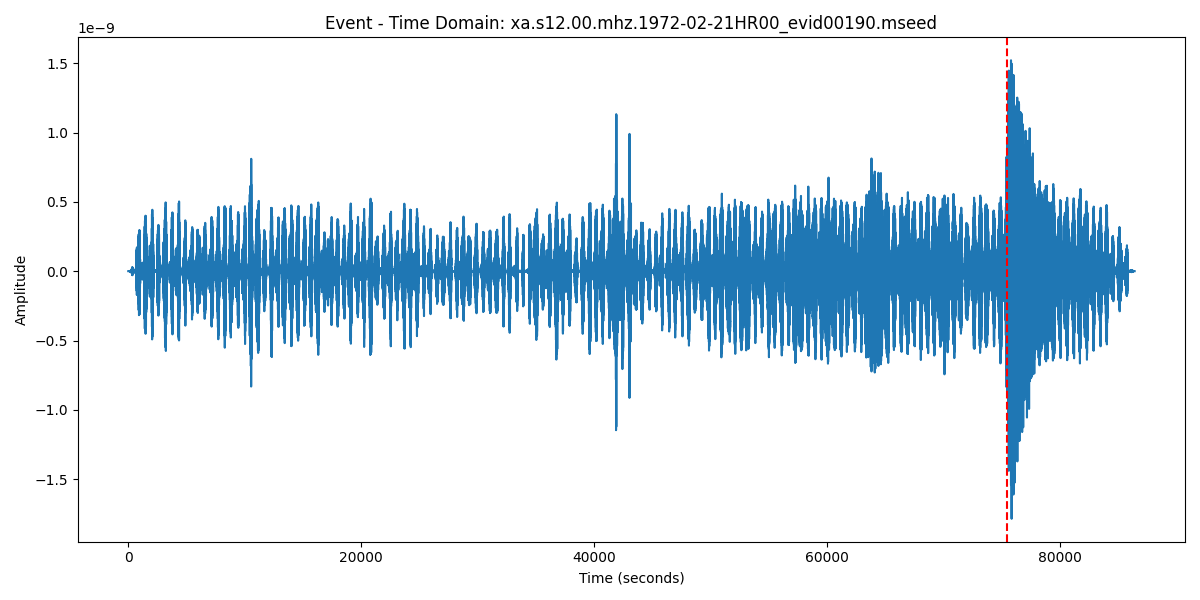 Event - Time Domain: xa.s12.00.mhz.1972-02-21HR00_evid00190.mseed
1e−9
1.5
1.0
0.5
0.0
−0.5
−1.0
−1.5
Amplitude
0 20000 40000 60000 80000
Time (seconds)